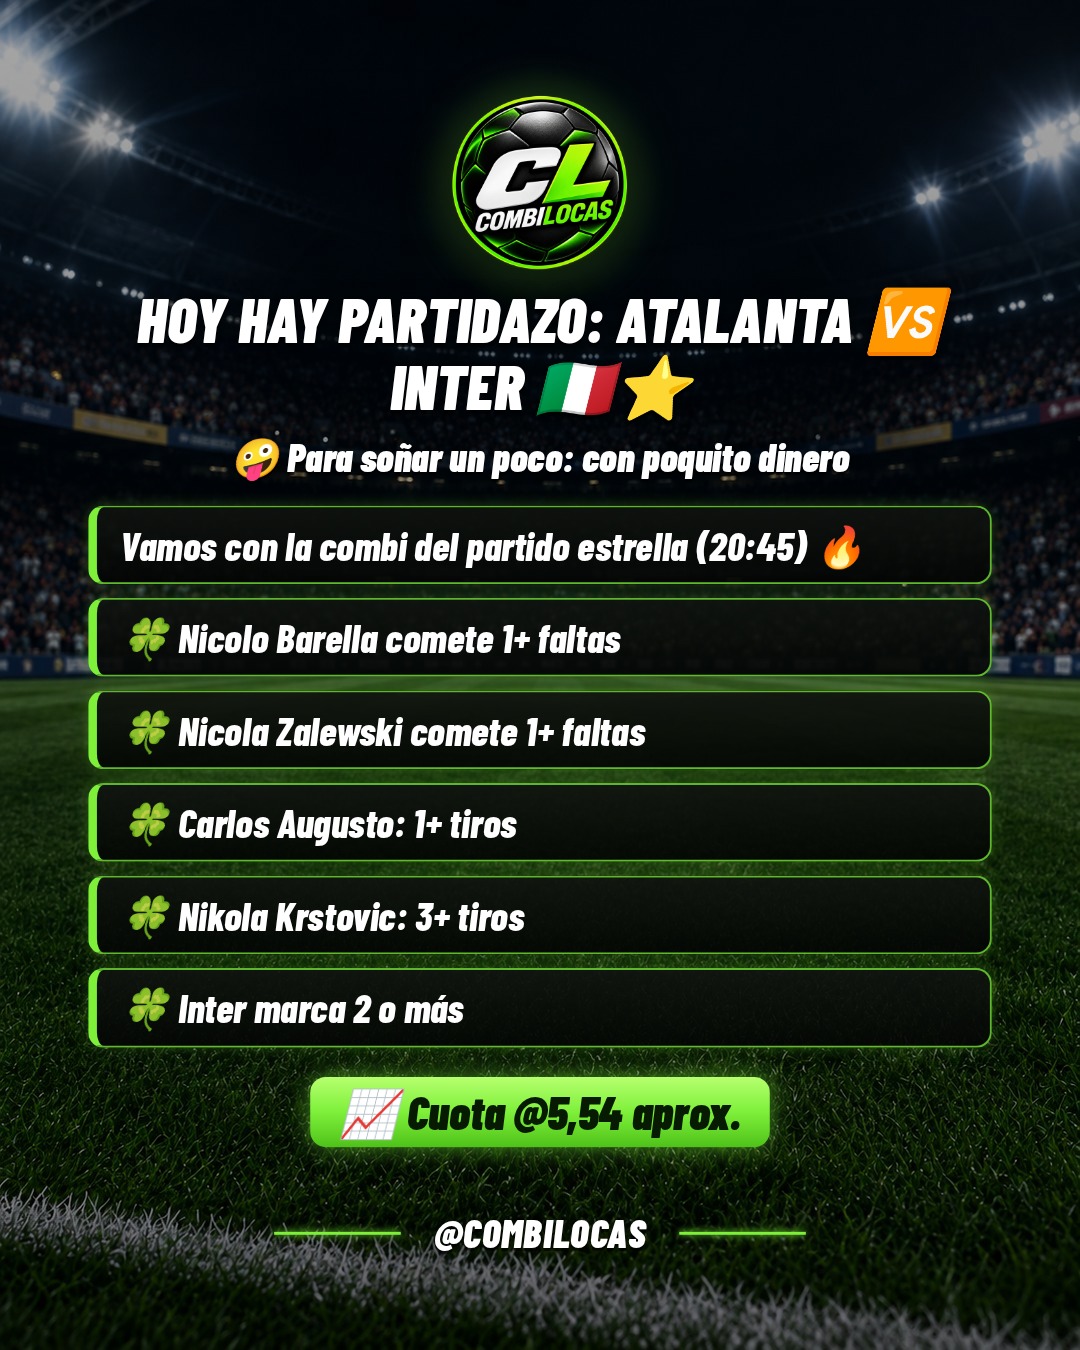 CL
COMBILOCAS
HOY HAY PARTIDAZO: ATALANTA 🆚
INTER 🇮🇹⭐
🤪 Para soñar un poco: con poquito dinero
Vamos con la combi del partido estrella (20:45) 🔥
🍀 Nicolo Barella comete 1+ faltas
🍀 Nicola Zalewski comete 1+ faltas
🍀 Carlos Augusto: 1+ tiros
🍀 Nikola Krstovic: 3+ tiros
🍀 Inter marca 2 o más
📈 Cuota @5,54 aprox.
@COMBILOCAS